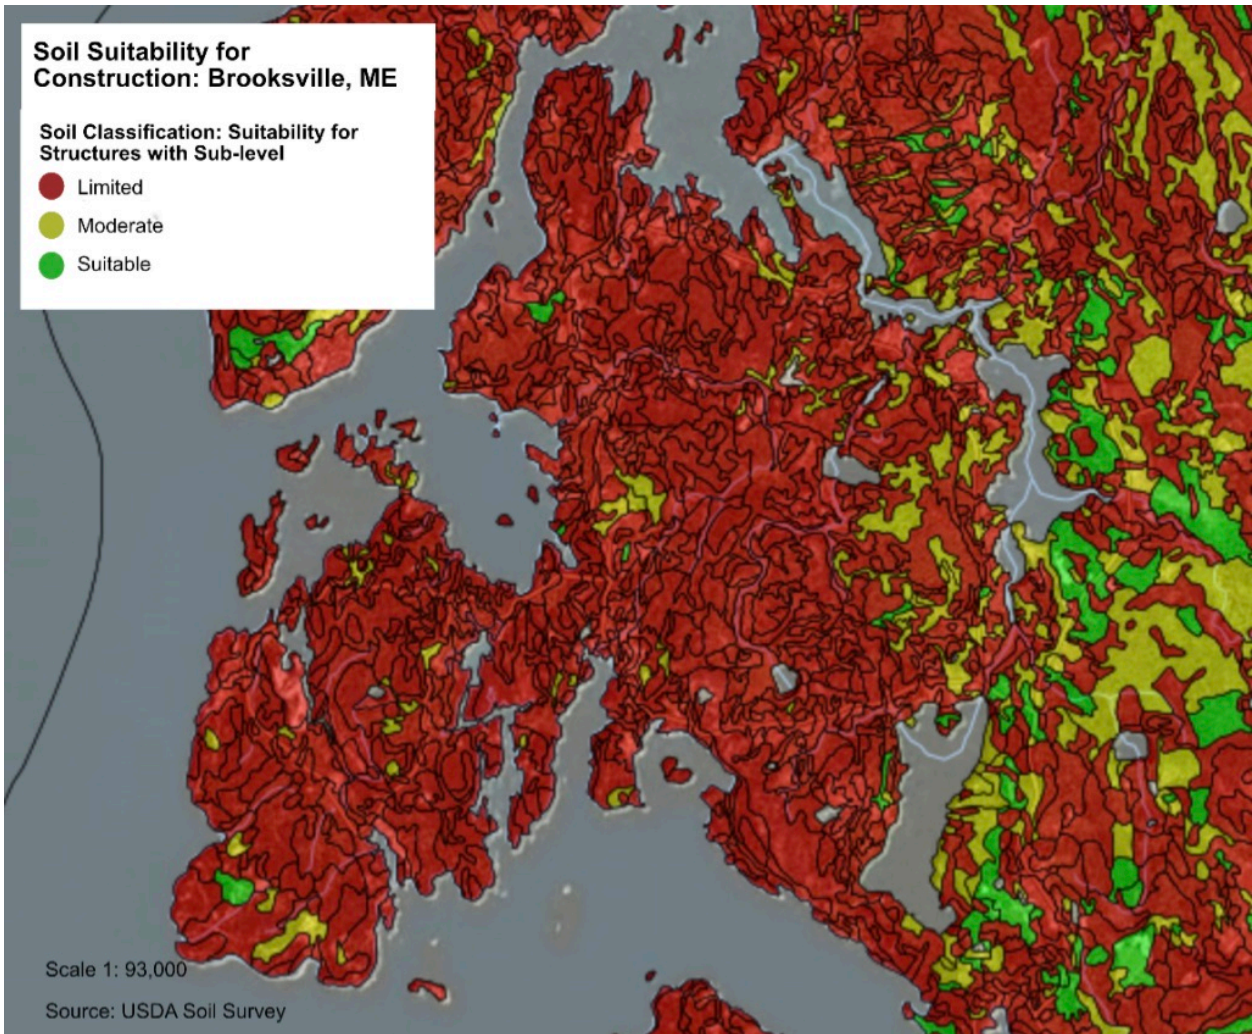 Soil Suitability for
Construction: Brooksville, ME
Soil Classification: Suitability for
Structures with Sub-level
Limited
Moderate
Suitable
Scale 1: 93,000
Source: USDA Soil Survey